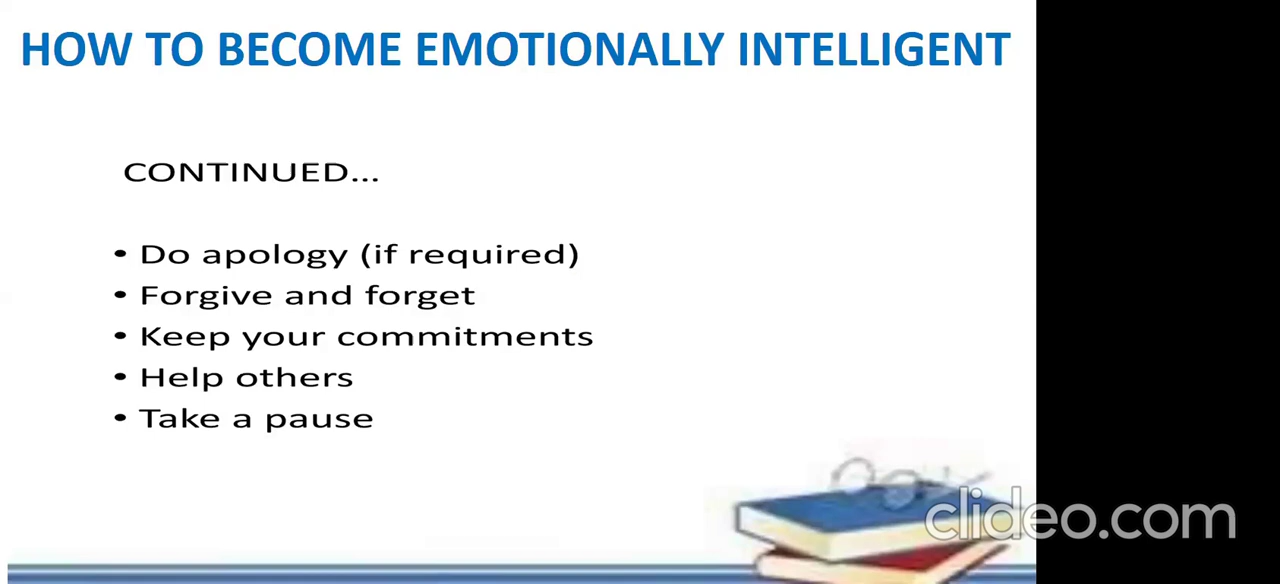 HOW TO BECOME EMOTIONALLY INTELLIGENT
CONTINUED...
• Do apology (if required)
• Forgive and forget
• Keep your commitments
• Help others
• Take a pause
clideo.com